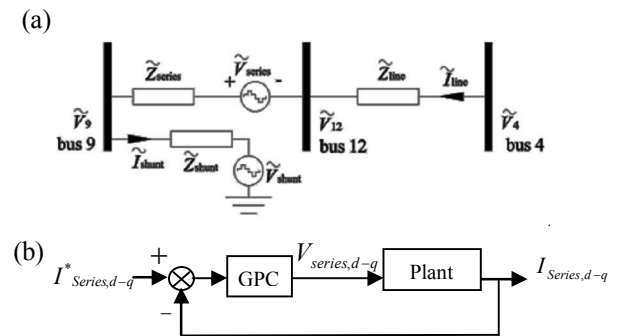 (a)
Z̃series
+ Ṽseries -
Z̃line
Ĩline
Ṽ9
bus 9
Ĩshunt
Z̃shunt
Ṽshunt
Ṽ12
bus 12
Ṽ4
bus 4
(b)
I*Series,d-q
+
−
GPC
Vseries,d-q
Plant
ISeries,d-q